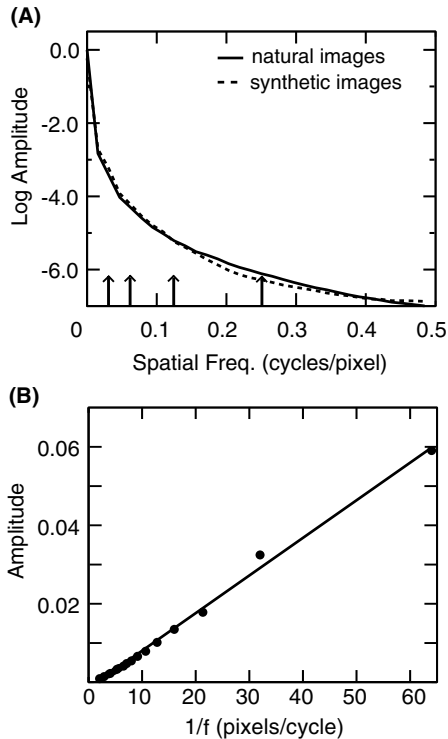 (A)
0.0
-2.0
-4.0
-6.0
Log Amplitude
natural images
synthetic images
0 0.1 0.2 0.3 0.4 0.5
Spatial Freq. (cycles/pixel)
(B)
0.06
0.04
0.02
Amplitude
0 10 20 30 40 50 60
1/f (pixels/cycle)